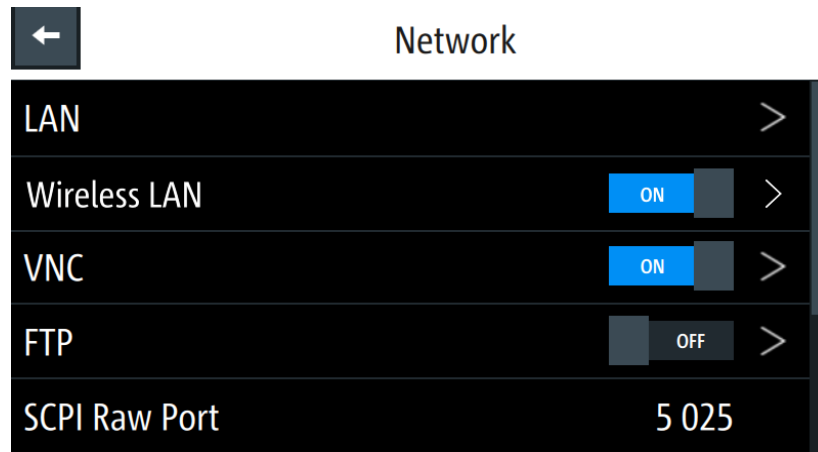 Network
LAN
Wireless LAN ON
VNC ON
FTP OFF
SCPI Raw Port 5 025